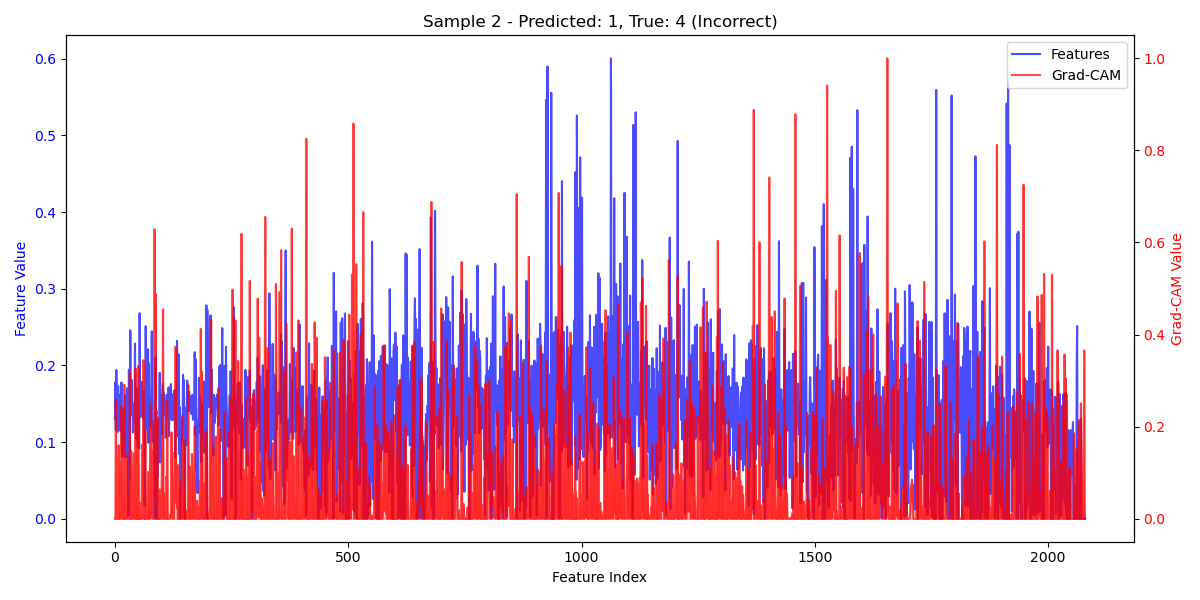 Sample 2 - Predicted: 1, True: 4 (Incorrect)
Features
Grad-CAM
Feature Value
0.6
0.5
0.4
0.3
0.2
0.1
0.0
1.0
0.8
0.6
0.4
0.2
0.0
Grad-CAM Value
0 500 1000 1500 2000
Feature Index